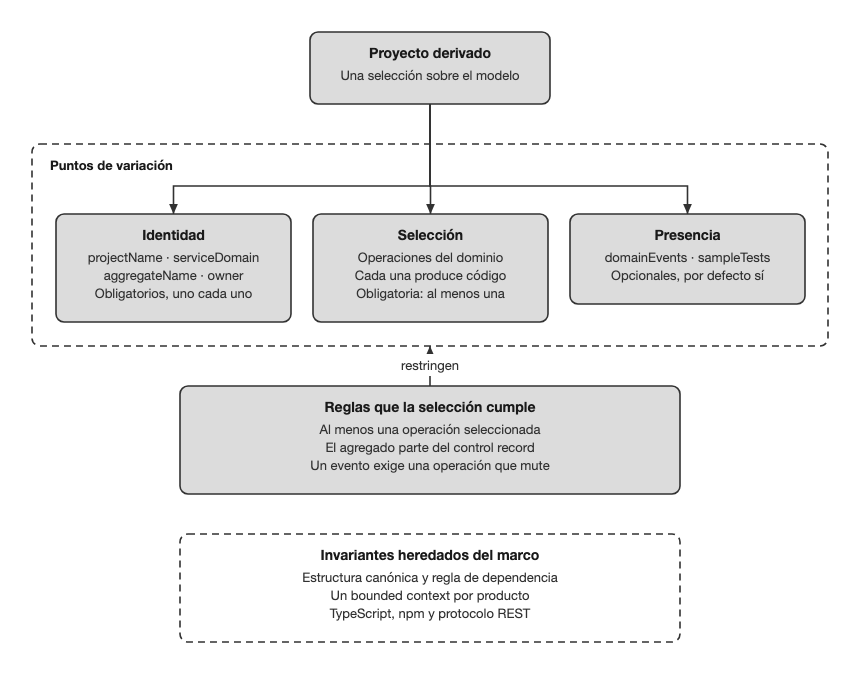 Proyecto derivado
Una selección sobre el modelo
Puntos de variación
Identidad
projectName · serviceDomain
aggregateName · owner
Obligatorios, uno cada uno
Selección
Operaciones del dominio
Cada una produce código
Obligatoria: al menos una
Presencia
domainEvents · sampleTests
Opcionales, por defecto sí
restringen
Reglas que la selección cumple
Al menos una operación seleccionada
El agregado parte del control record
Un evento exige una operación que mute
Invariantes heredados del marco
Estructura canónica y regla de dependencia
Un bounded context por producto
TypeScript, npm y protocolo REST